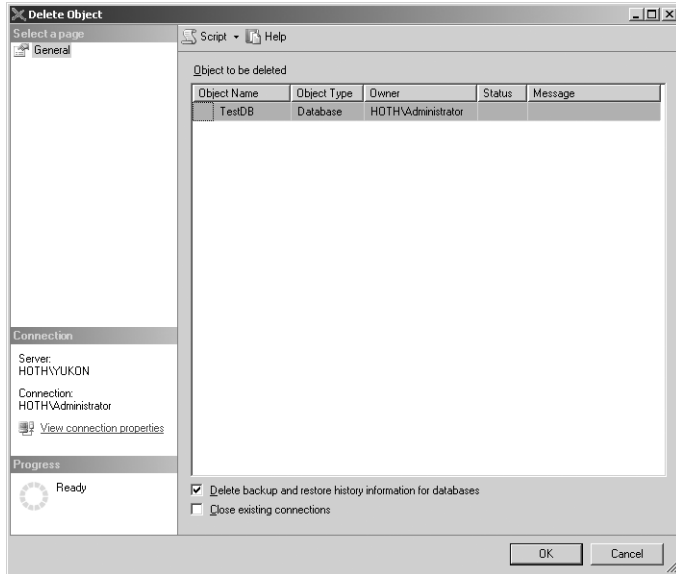 Delete Object
Select a page
General
Script Help
Object to be deleted
Object Name Object Type Owner Status Message
TestDB Database HOTH\Administrator
Connection
Server:
HOTH\YUKON
Connection:
HOTH\Administrator
View connection properties
Progress
Ready
Delete backup and restore history information for databases
Close existing connections
OK Cancel